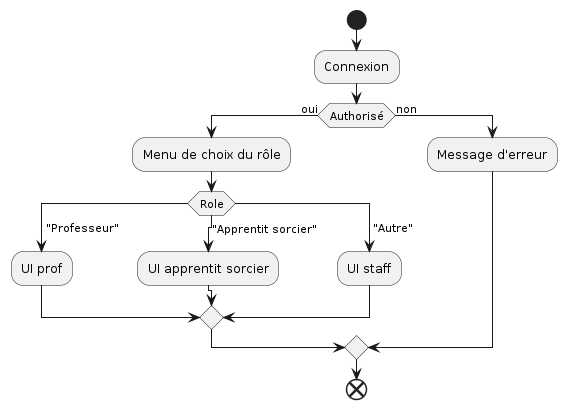 Connexion
Authorisé
oui
non
Menu de choix du rôle
Message d'erreur
Role
"Professeur"
"Apprentit sorcier"
"Autre"
UI prof
UI apprentit sorcier
UI staff